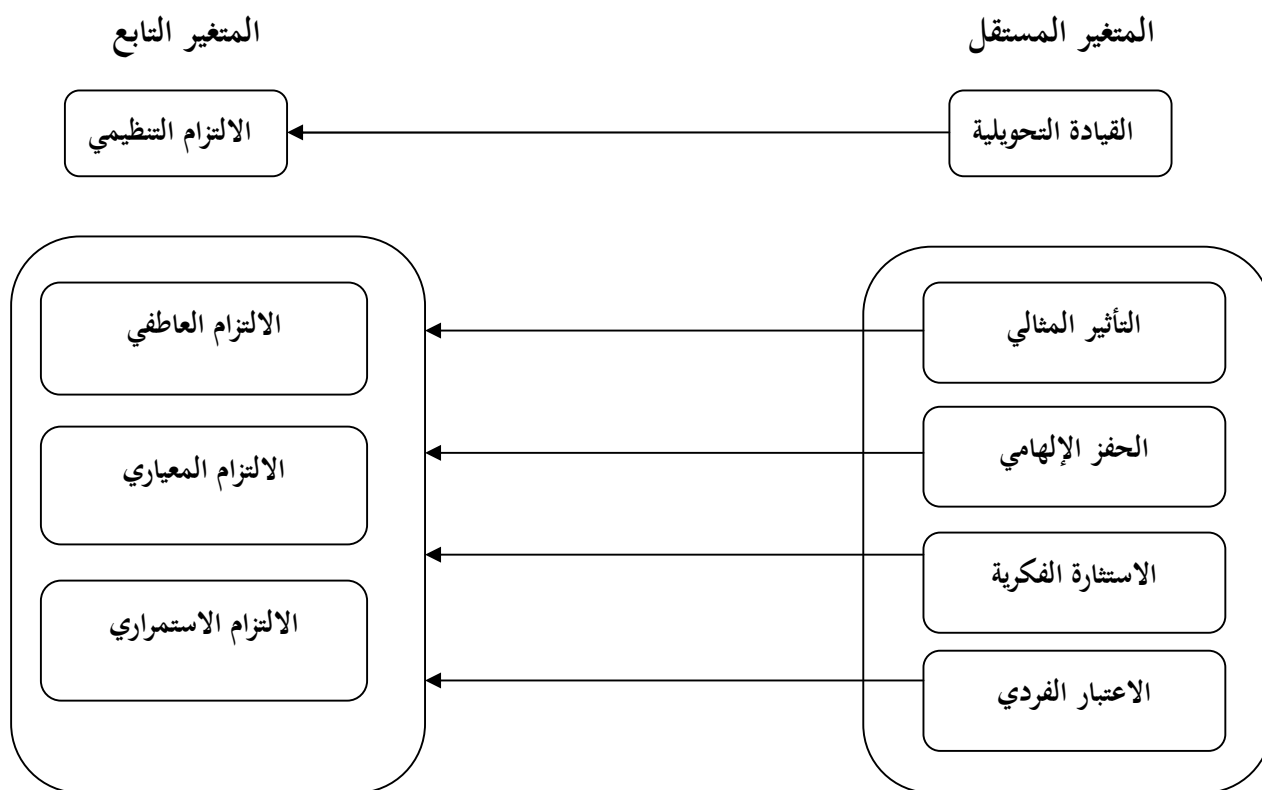 المتغير المستقل
المتغير التابع
القيادة التحويلية
الالتزام التنظيمي
التأثير المثالي
الحفز الإلهامي
الاستثارة الفكرية
الاعتبار الفردي
الالتزام العاطفي
الالتزام المعياري
الالتزام الاستمراري